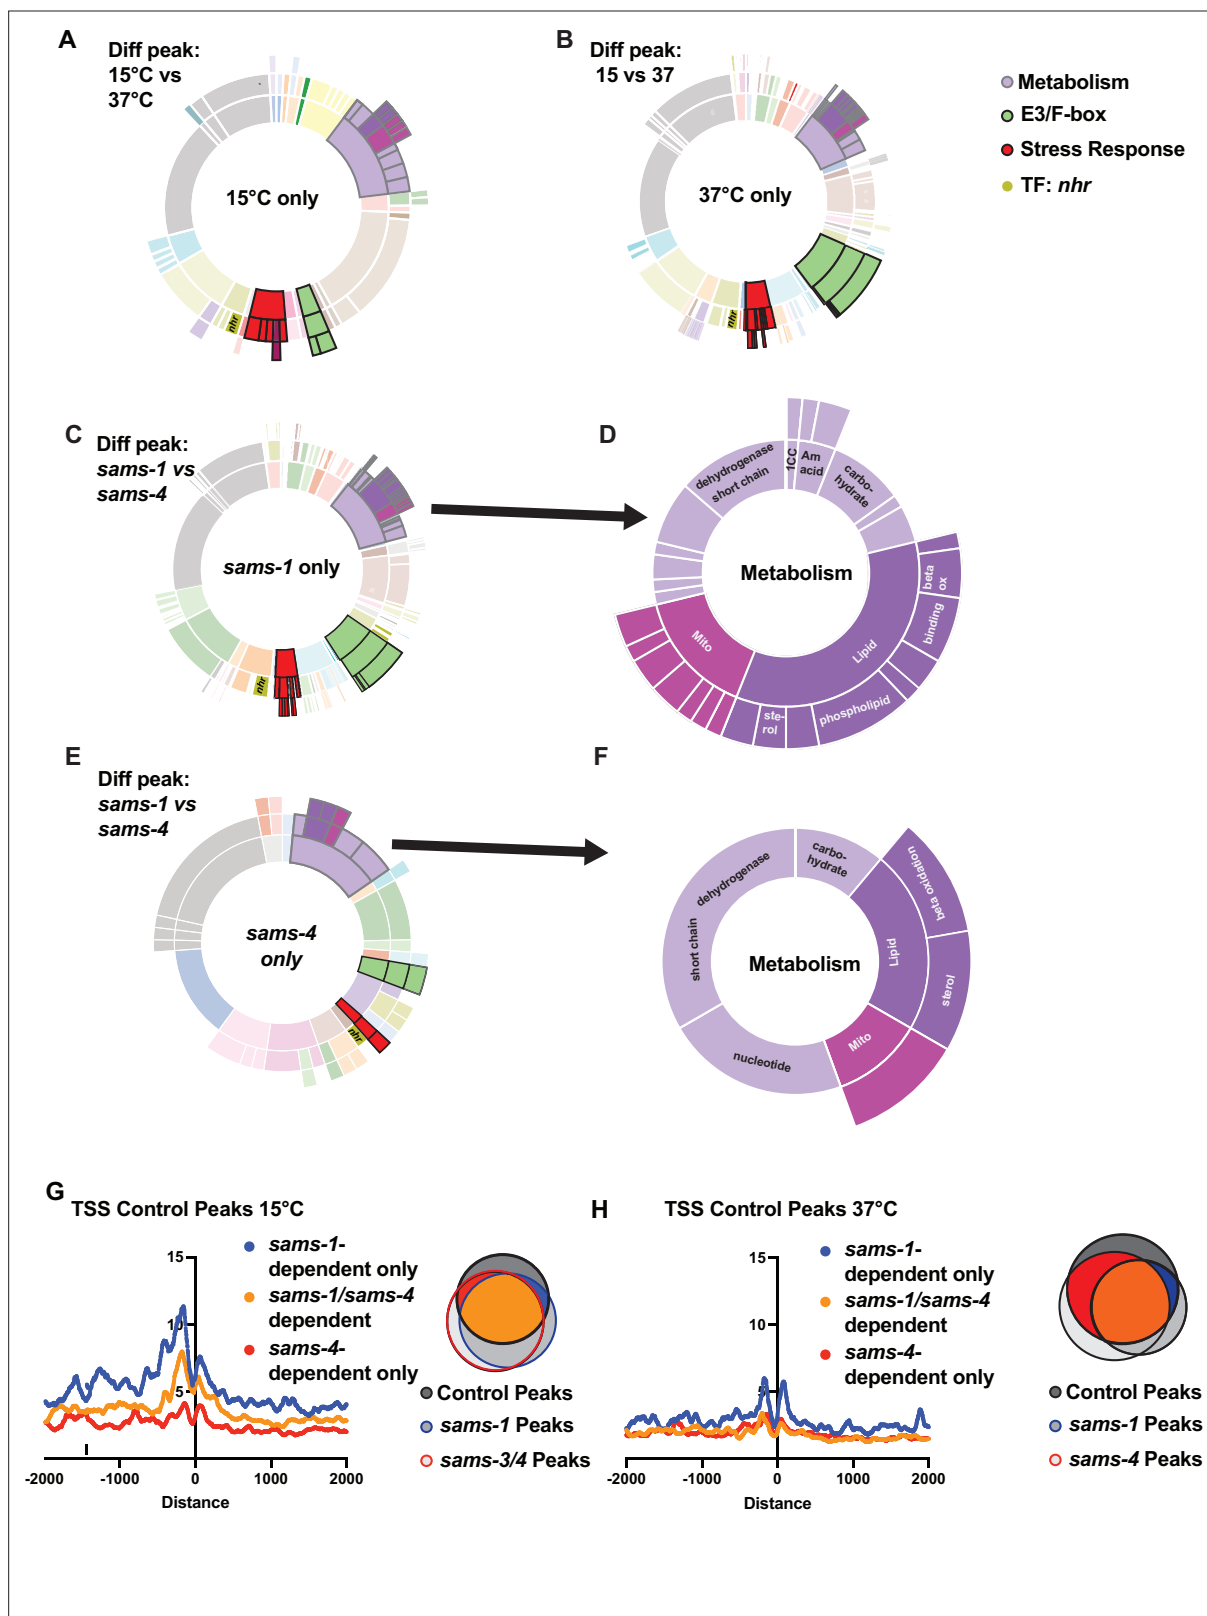 A
Diff peak:
15°C vs
37°C
15°C only
nhr
B
Diff peak:
15 vs 37
37°C only
nhr
Metabolism
E3/F-box
Stress Response
TF: nhr
C
Diff peak:
sams-1 vs
sams-4
sams-1 only
nhr
D
dehydrogenase
short chain
1CC
Am
acid
carbo-
hydrate
beta
ox
binding
Lipid
phospholipid
ste-
rol
Mito
Metabolism
E
Diff peak:
sams-1 vs
sams-4
sams-4
only
nhr
F
dehydrogenase
short chain
carbo-
hydrate
beta oxidation
Lipid
sterol
Mito
nucleotide
Metabolism
G
TSS Control Peaks 15°C
15
10
5
-2000
-1000
0
1000
2000
Distance
sams-1-
dependent only
sams-1/sams-4
dependent
sams-4-
dependent only
Control Peaks
sams-1 Peaks
sams-3/4 Peaks
H
TSS Control Peaks 37°C
15
10
5
-2000
-1000
0
1000
2000
Distance
sams-1-
dependent only
sams-1/sams-4
dependent
sams-4-
dependent only
Control Peaks
sams-1 Peaks
sams-4 Peaks